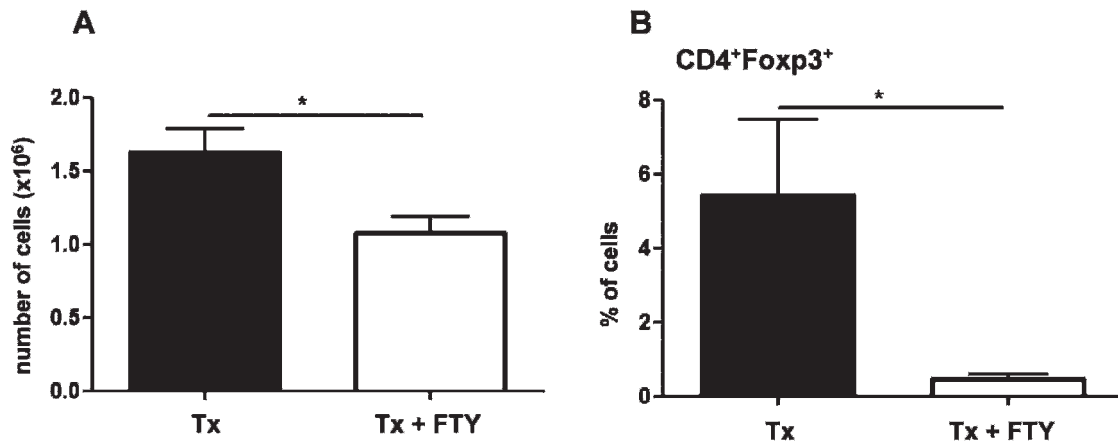 A
number of cells (x10⁶)
2.0
*
1.5
1.0
0.5
0.0
Tx
Tx + FTY
B
CD4⁺Foxp3⁺
% of cells
8
*
6
4
2
0
Tx
Tx + FTY